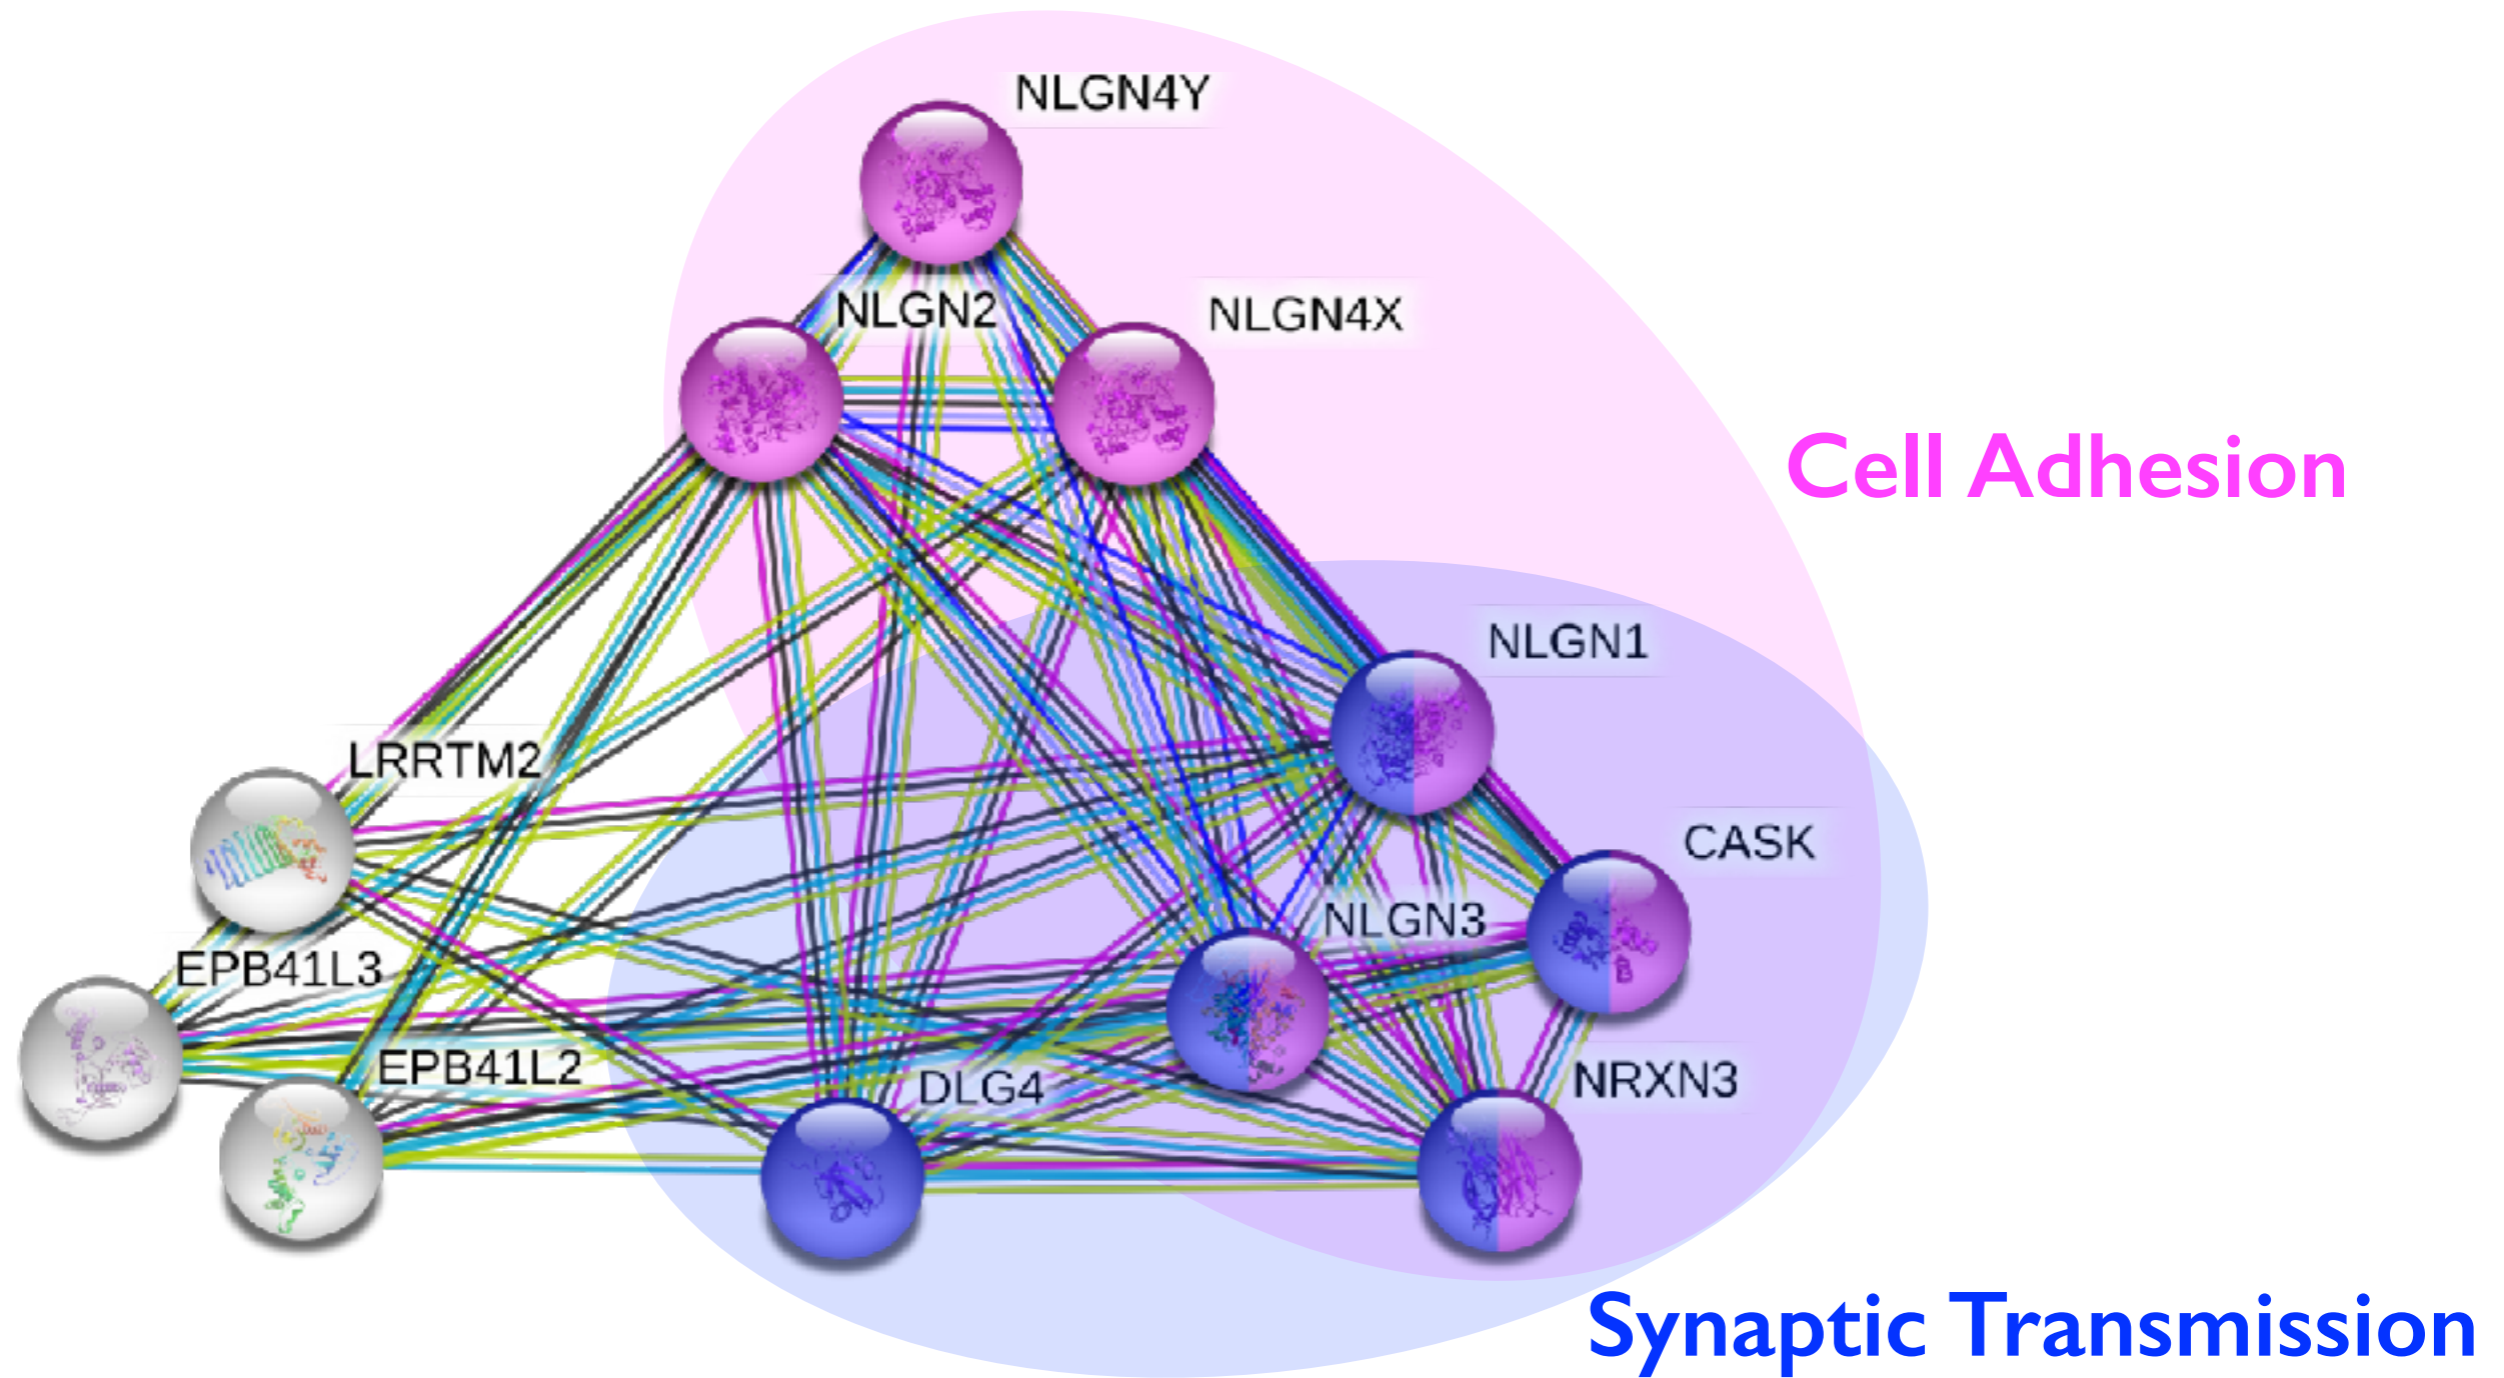 NLGN4Y
NLGN2
NLGN4X
Cell Adhesion
NLGN1
LRRTM2
CASK
NLGN3
EPB41L3
EPB41L2
DLG4
NRXN3
Synaptic Transmission